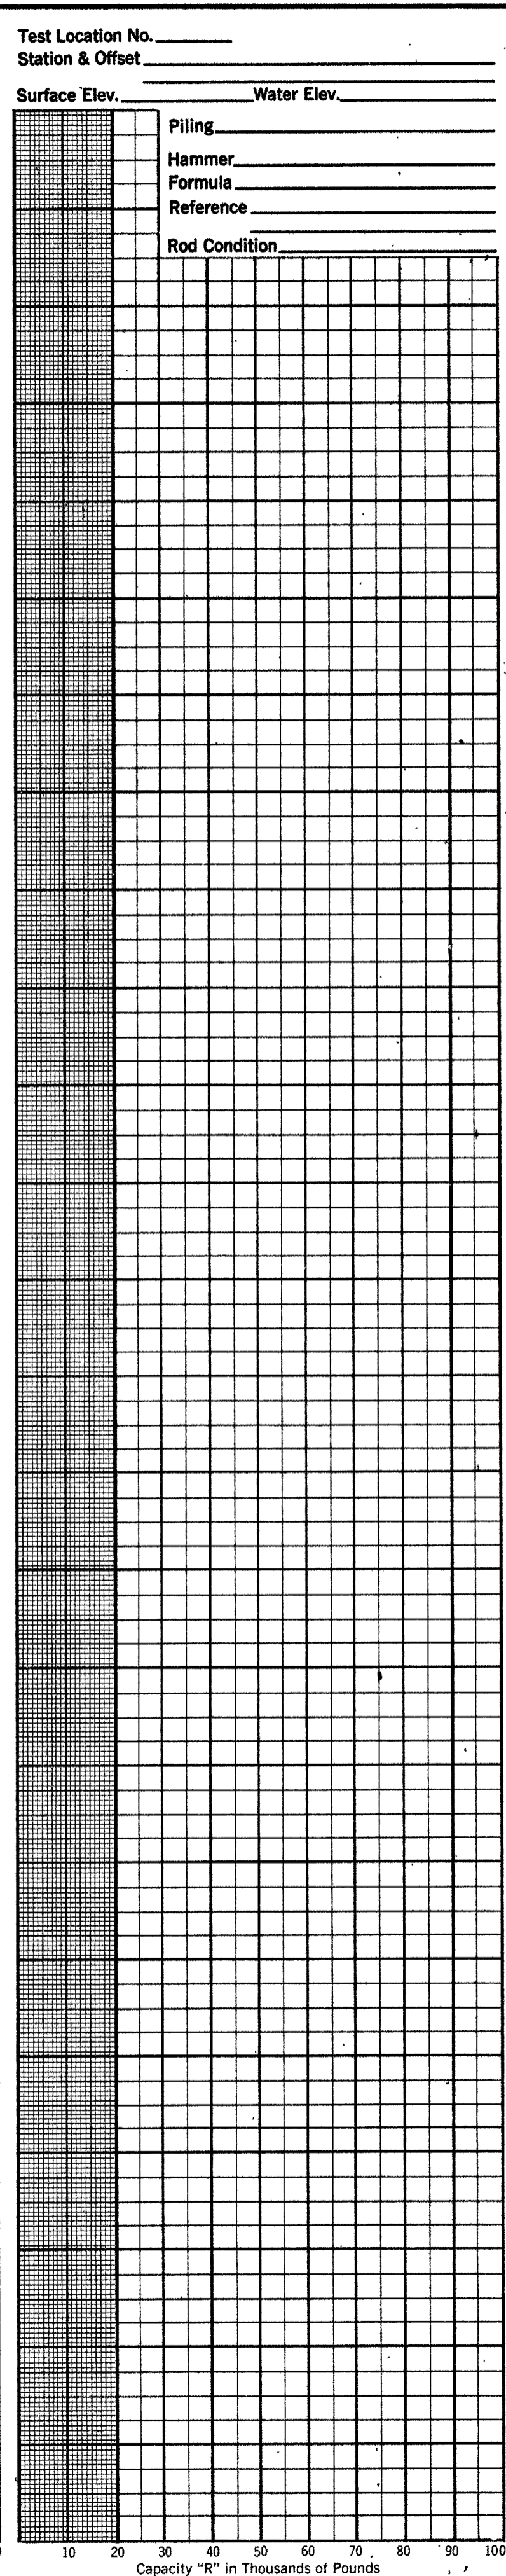 Test Location No.
Station & Offset
Surface Elev. Water Elev.
Piling
Hammer
Formula
Reference
Rod Condition
10 20 30 40 50 60 70 80 90 100
Capacity “R” in Thousands of Pounds